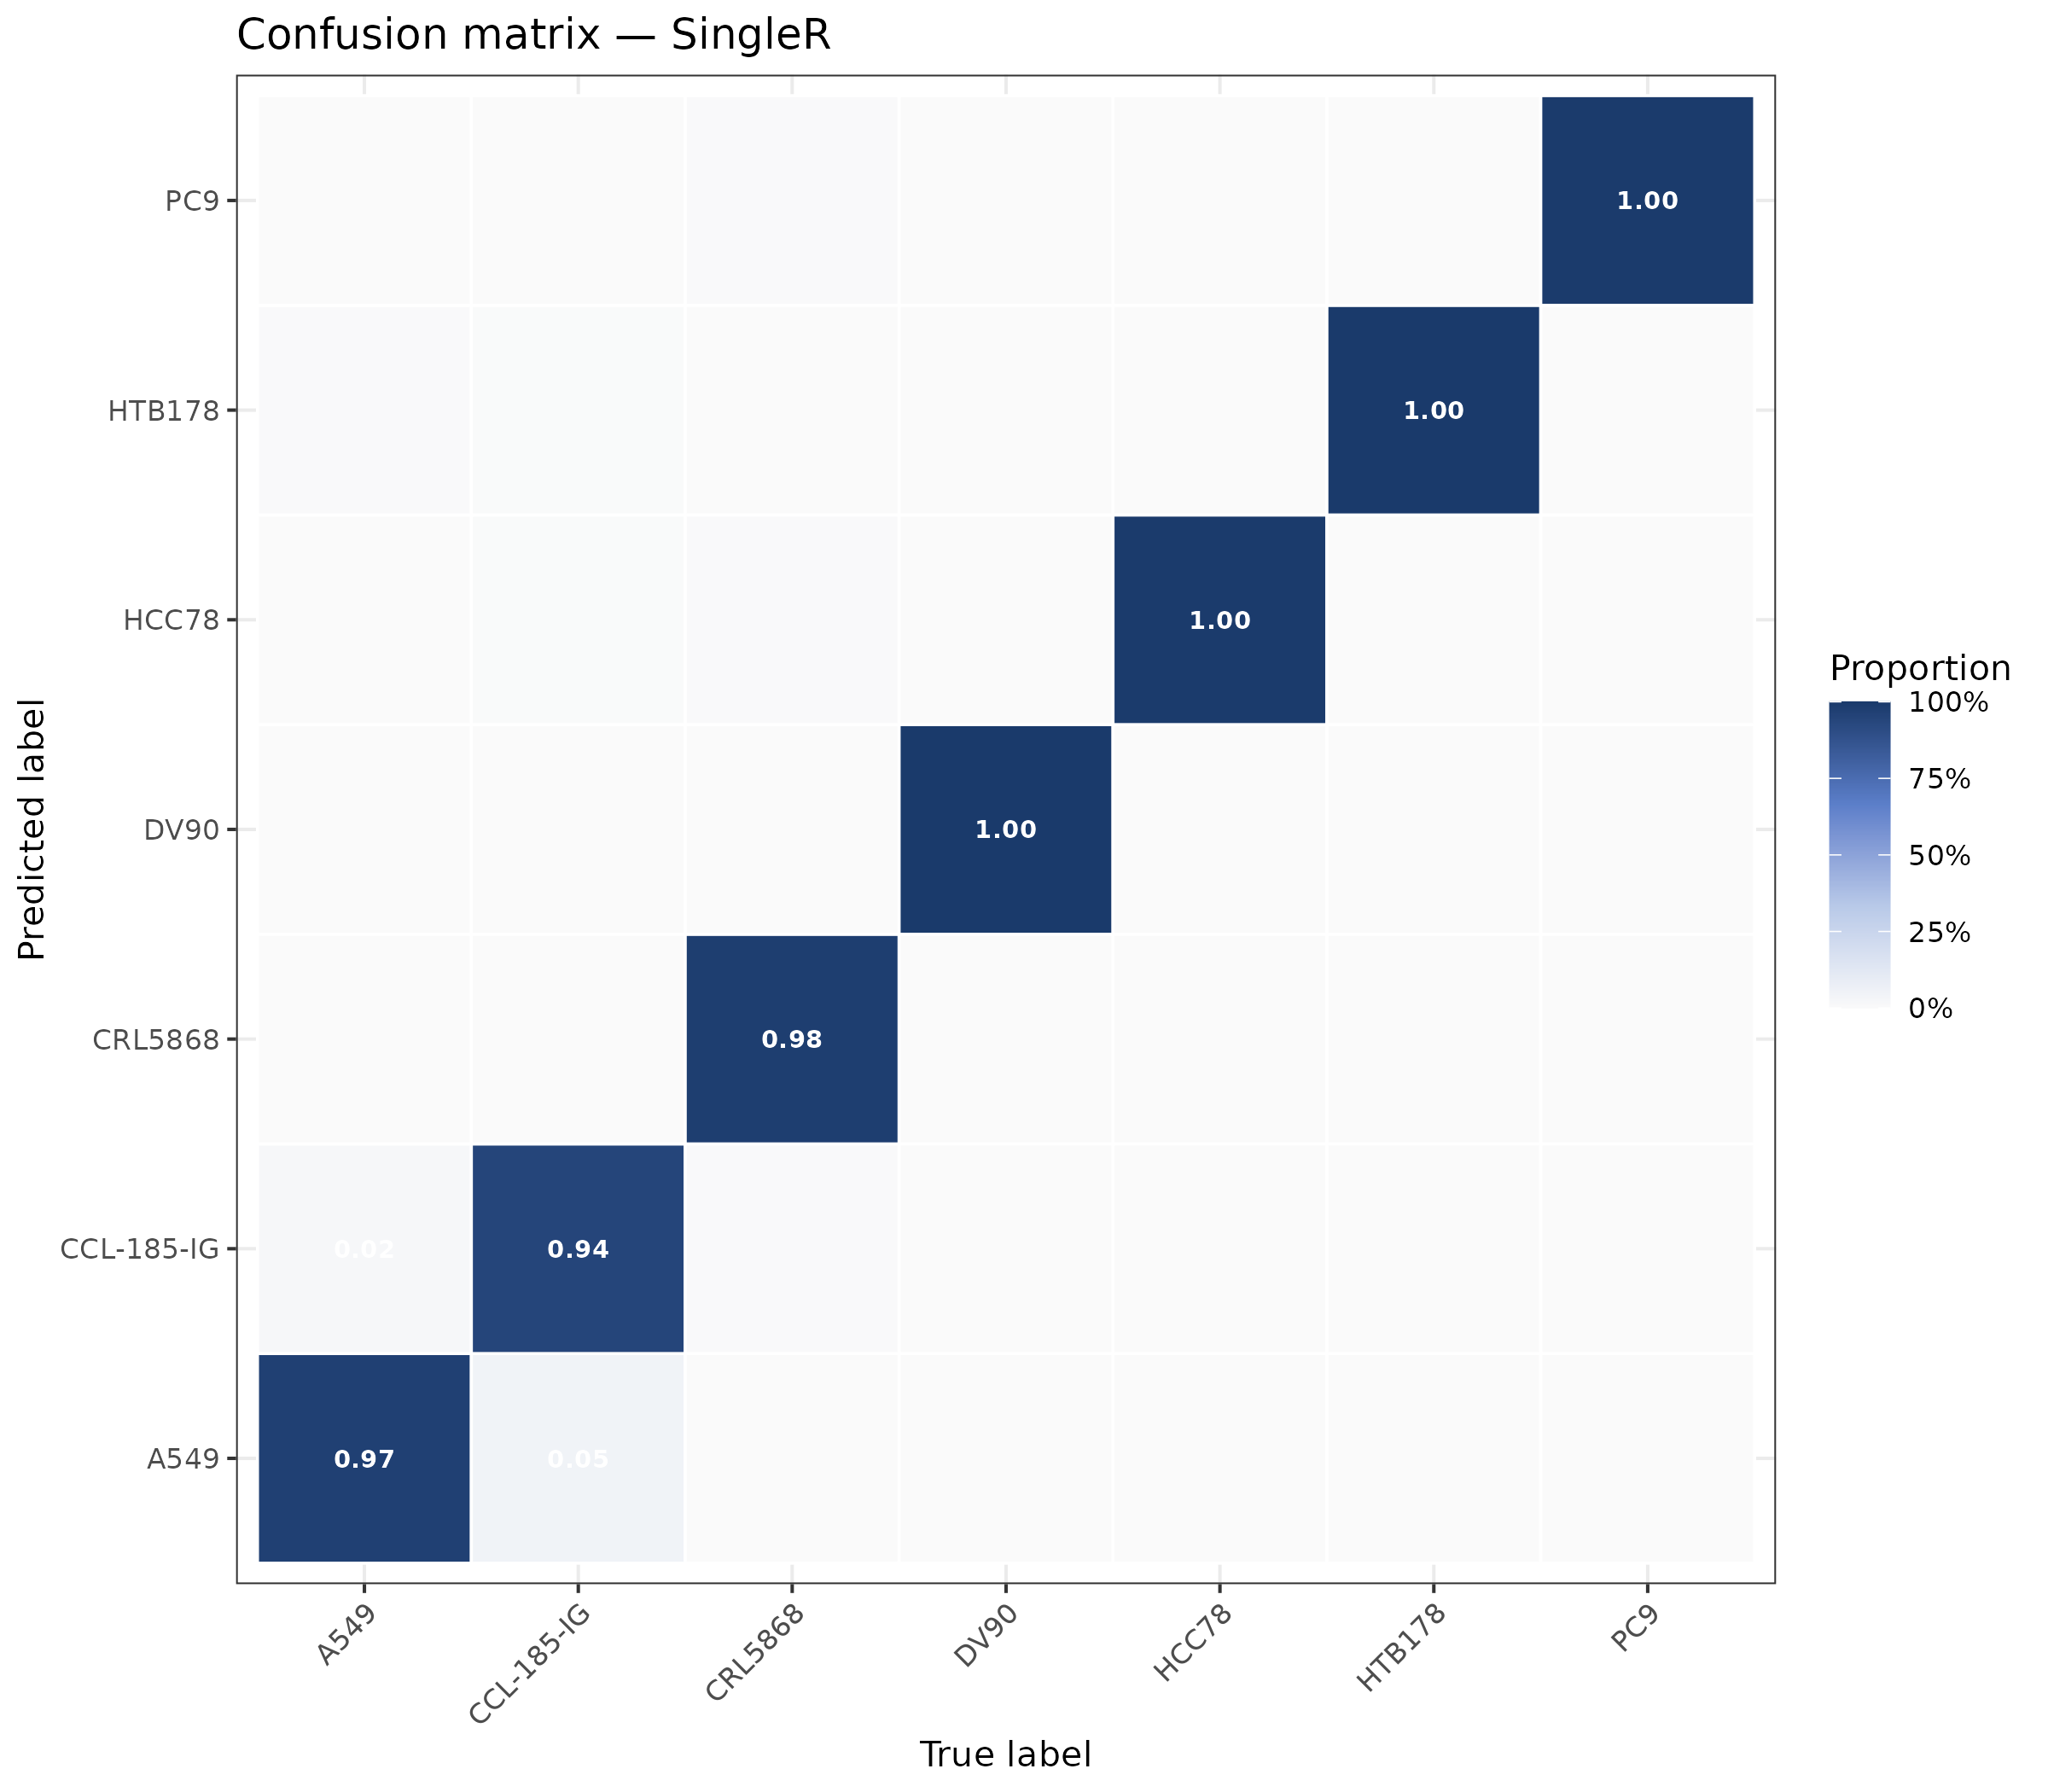 Confusion matrix — SingleR
Predicted label
PC9
HTB178
HCC78
DV90
CRL5868
CCL-185-IG
A549
1.00
1.00
1.00
1.00
0.98
0.02
0.94
0.97
0.05
A549
CCL-185-IG
CRL5868
DV90
HCC78
HTB178
PC9
True label
Proportion
100%
75%
50%
25%
0%